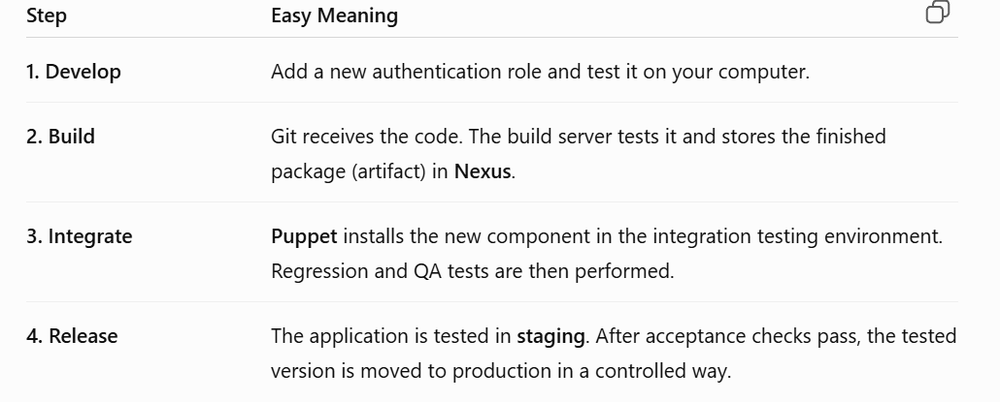 Step Easy Meaning
1. Develop Add a new authentication role and test it on your computer.
2. Build Git receives the code. The build server tests it and stores the finished
package (artifact) in Nexus.
3. Integrate Puppet installs the new component in the integration testing environment.
Regression and QA tests are then performed.
4. Release The application is tested in staging. After acceptance checks pass, the tested
version is moved to production in a controlled way.